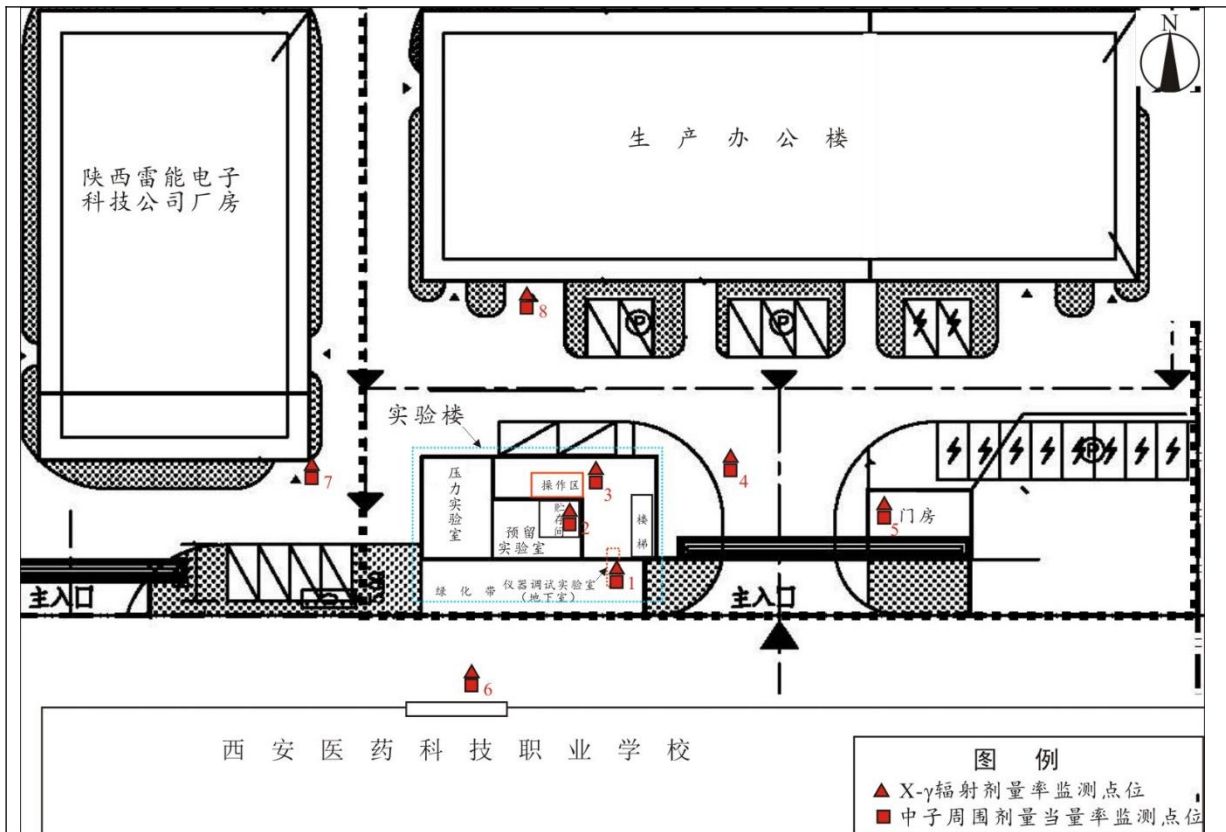 N
生产办公楼
陕西雷能电子
科技公司厂房
8
P
P
实验楼
P
7
压力实验室
操作区
3
4
贮存间
2
预留
实验室
楼梯
5
门房
1
仪器调试实验室
(地下室)
绿化带
主入口
主入口
6
西安医药科技职业学校
图例
X-γ辐射剂量率监测点位
中子周围剂量当量率监测点位